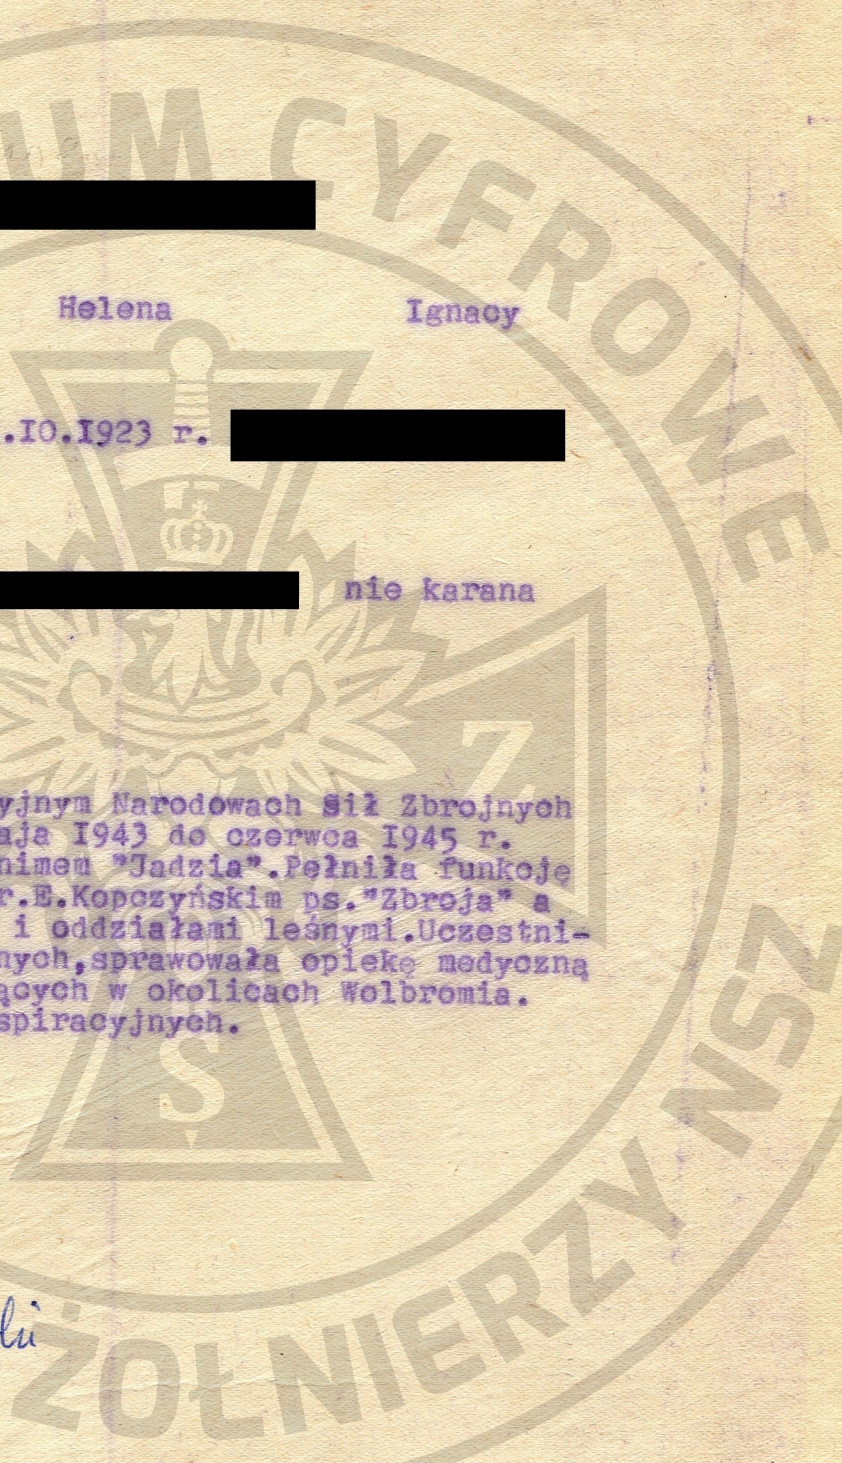 UM CYFROWE
Helena Ignacy
.IO.I923 r.
nie karana
Z
yjnym Narodowach Sił Zbrojnych
aja I943 do czerwca I945 r.
nimem "Jadzia".Pełniła funkcję
r.E.Kopczyńskim ps."Zbroja" a
i oddziałami leśnymi.Uczestni-
nych,sprawowała opiekę medyczną
ących w okolicach Wolbromia.
spiracyjnych.
S
ŻOŁNIERZY NSZ